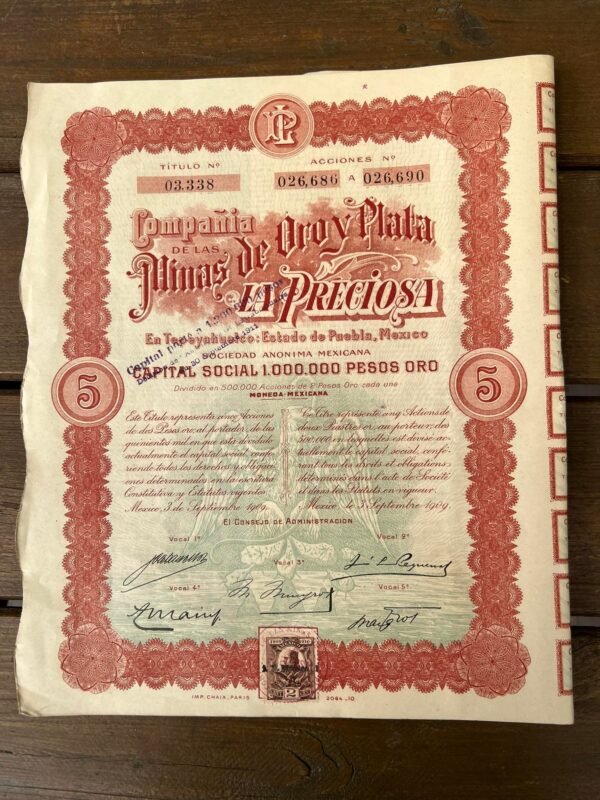 LP
TÍTULO Nº
ACCIONES Nº
03.338
026,686 A 026,690
Compañia
DE LAS
Minas de Oro y Plata
LA PRECIOSA
En Tepeyahualco: Estado de Puebla, Mexico
SOCIEDAD ANONIMA MEXICANA
CAPITAL SOCIAL 1.000.000 PESOS ORO
Dividido en 500.000 Acciones de 2 Pesos Oro cada una
MONEDA MEXICANA
5
5
Este Título representa cinco Acciones
de dos Pesos oro, al portador, de las
quinientos mil en que esta dividido
actualmente el capital social, confi-
riendo todos los derechos y obligaci-
ones determinados en la escritura
Constitutiva y Estatutos vigentes
Mexico, 3 de Septiembre 1909.
Ce Titre représente cinq Actions de
deux Piastres or, au porteur, des
500.000 en lesquelles est divisé ac-
tuellement le capital social, confé-
rant tous les droits et obligations
déterminés dans l'acte de Société
et dans les Statuts en vigueur.
Mexico, le 3 Septembre 1909.
El Consejo de Administracion
Vocal 1º
Vocal 2º
Vocal 3º
Vocal 4º
Vocal 5º
2
IMP. CHAIX, PARIS
2064_10